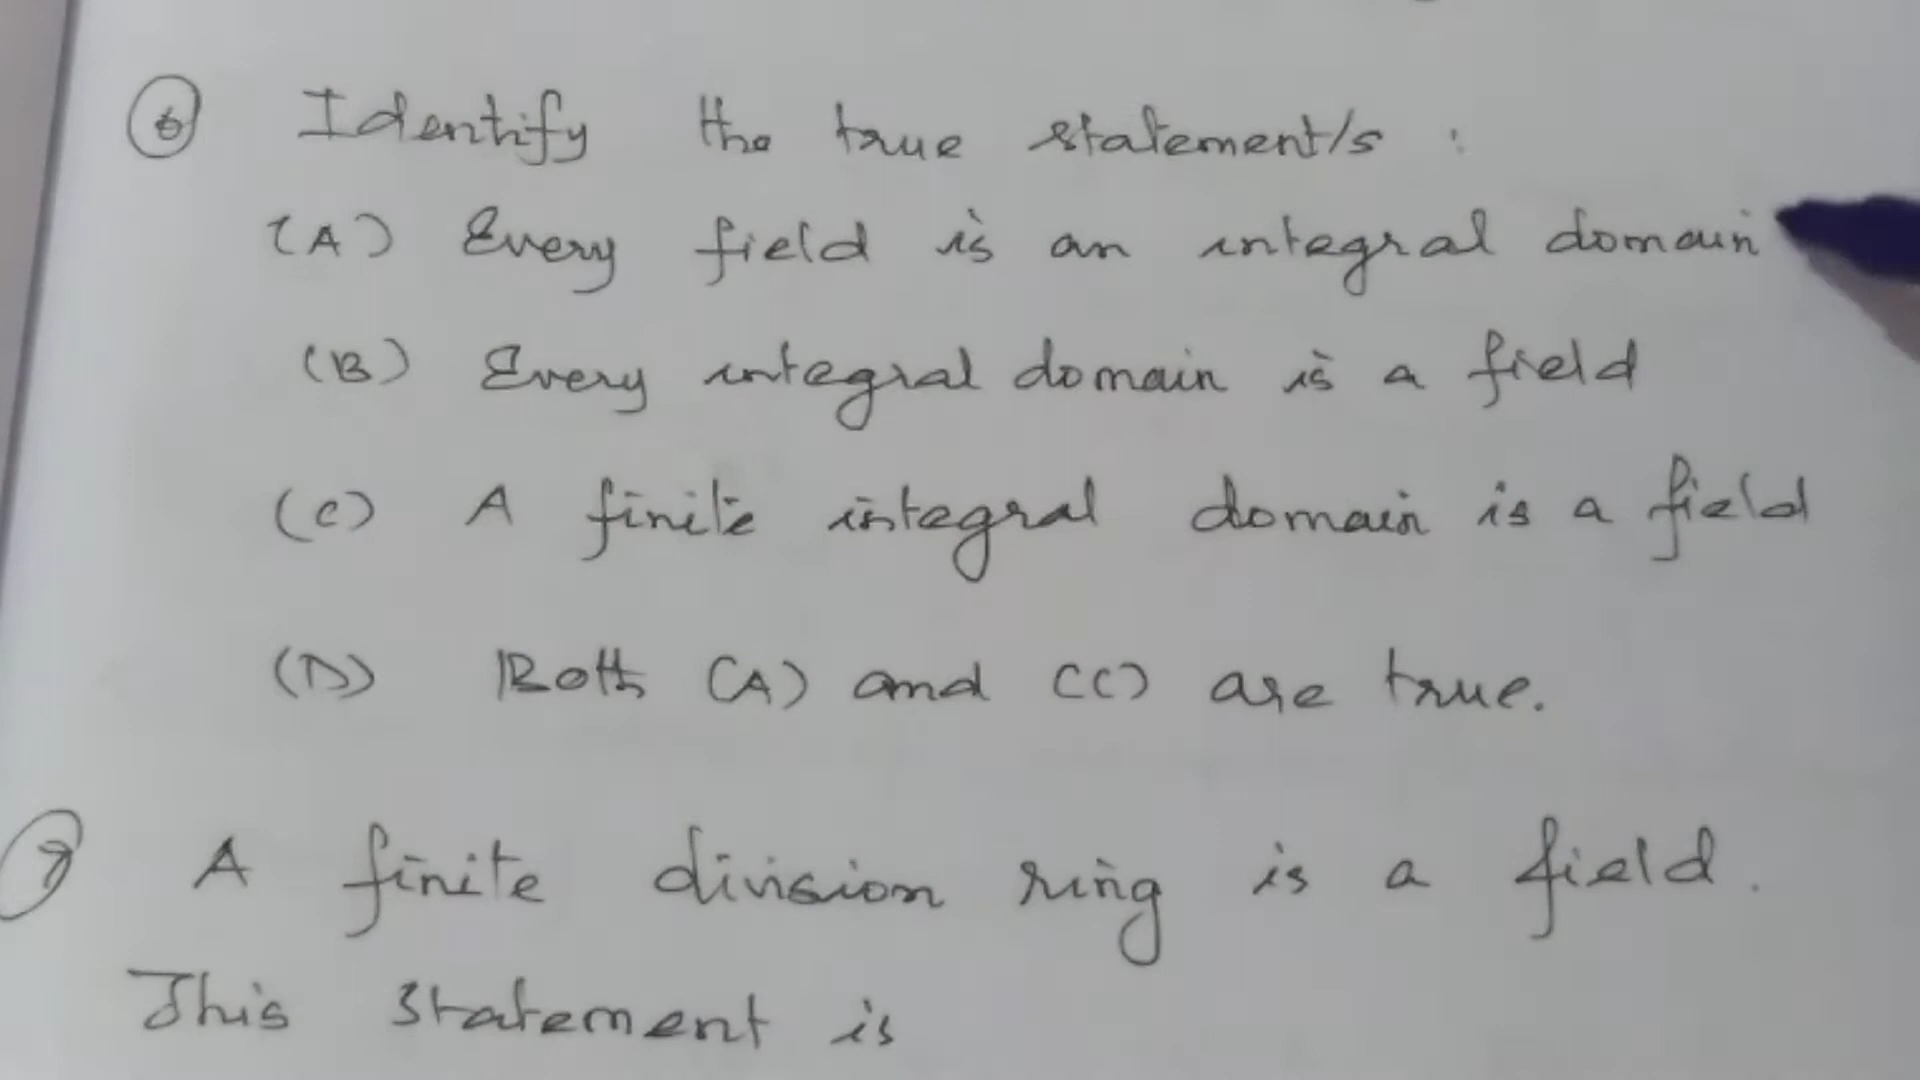 6 Identify the true statement/s :
(A) Every field is an integral domain
(B) Every integral domain is a field
(C) A finite integral domain is a field
(D) Both (A) and (C) are true.
7 A finite division ring is a field.
This statement is